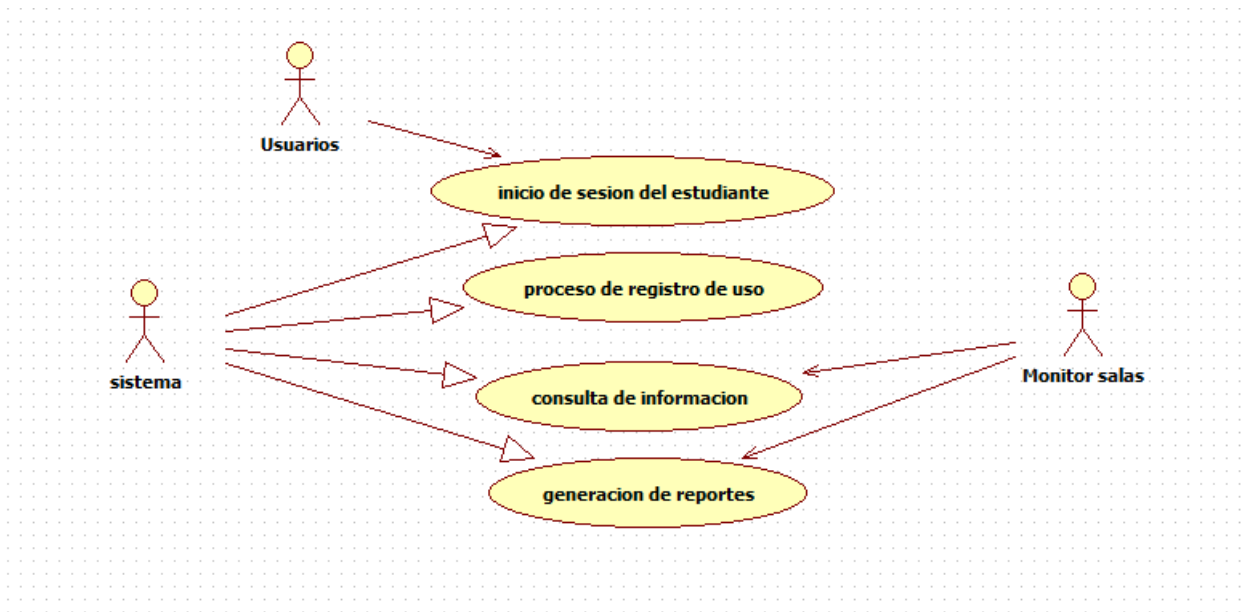 Usuarios
inicio de sesion del estudiante
proceso de registro de uso
sistema
Monitor salas
consulta de informacion
generacion de reportes